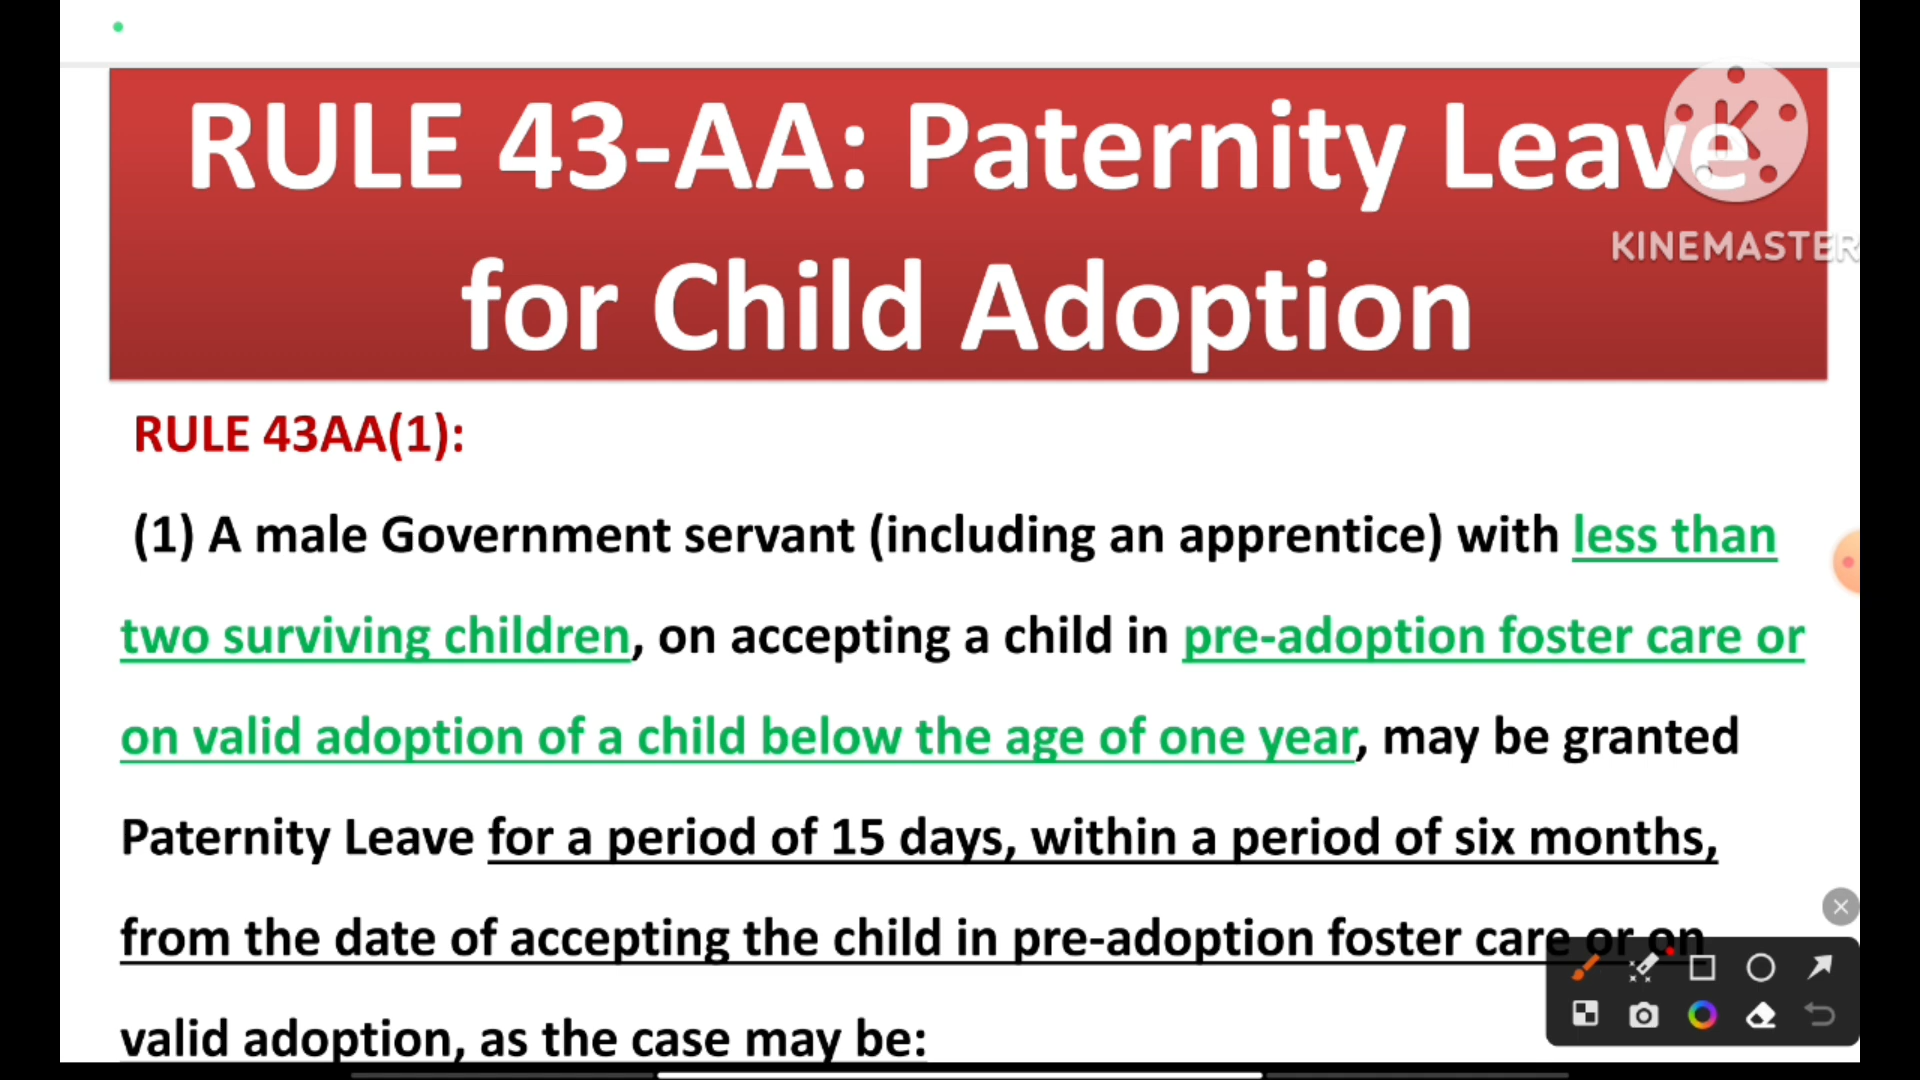 RULE 43-AA: Paternity Leave
for Child Adoption
KINEMASTER
RULE 43AA(1):
(1) A male Government servant (including an apprentice) with less than
two surviving children, on accepting a child in pre-adoption foster care or
on valid adoption of a child below the age of one year, may be granted
Paternity Leave for a period of 15 days, within a period of six months,
from the date of accepting the child in pre-adoption foster care or on
valid adoption, as the case may be: